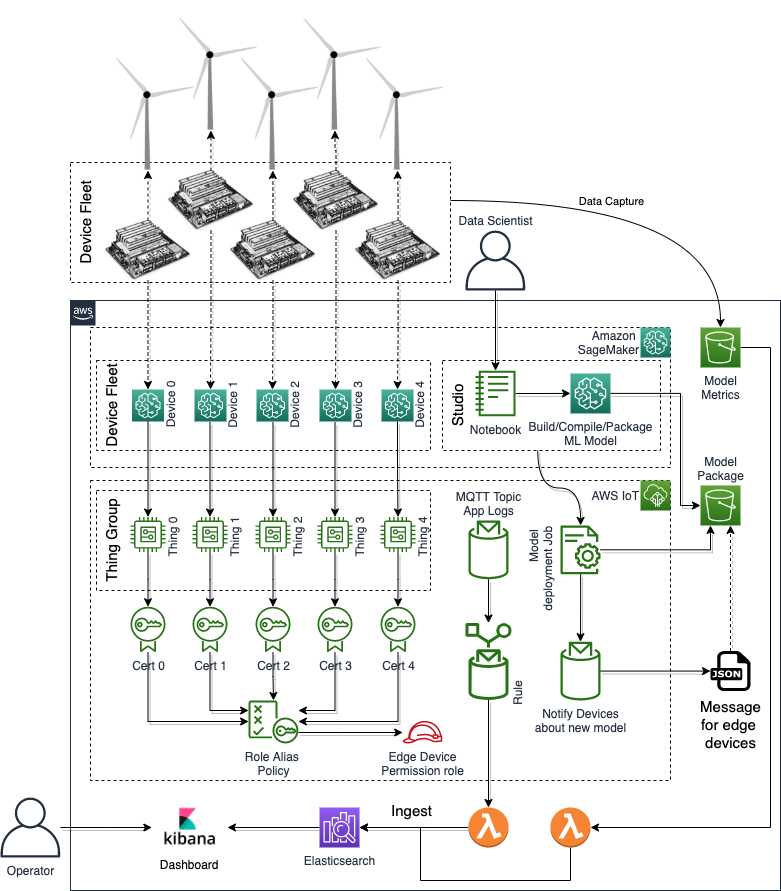 Device Fleet
Data Capture
Data Scientist
aws
Amazon
SageMaker
Device Fleet
Device 0
Device 1
Device 2
Device 3
Device 4
Studio
Notebook
Build/Compile/Package
ML Model
Model
Metrics
Model
Package
AWS IoT
Thing Group
Thing 0
Thing 1
Thing 2
Thing 3
Thing 4
MQTT Topic
App Logs
Model
deployment Job
Cert 0
Cert 1
Cert 2
Cert 3
Cert 4
Rule
JSON
Notify Devices
about new model
Message
for edge
devices
Role Alias
Policy
Edge Device
Permission role
Operator
kibana
Dashboard
Elasticsearch
Ingest